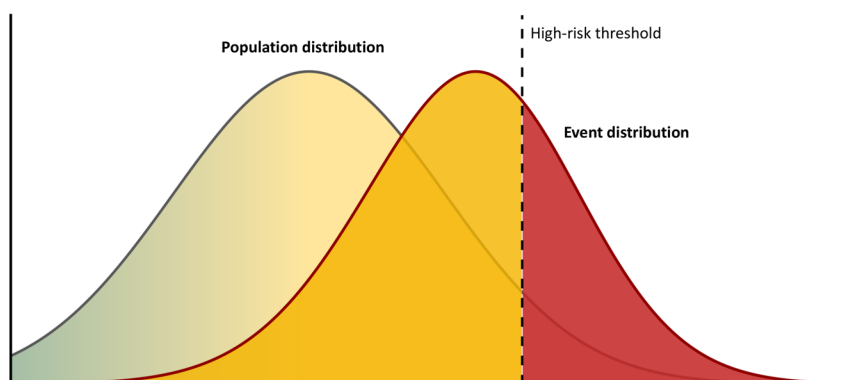 High-risk threshold
Population distribution
Event distribution